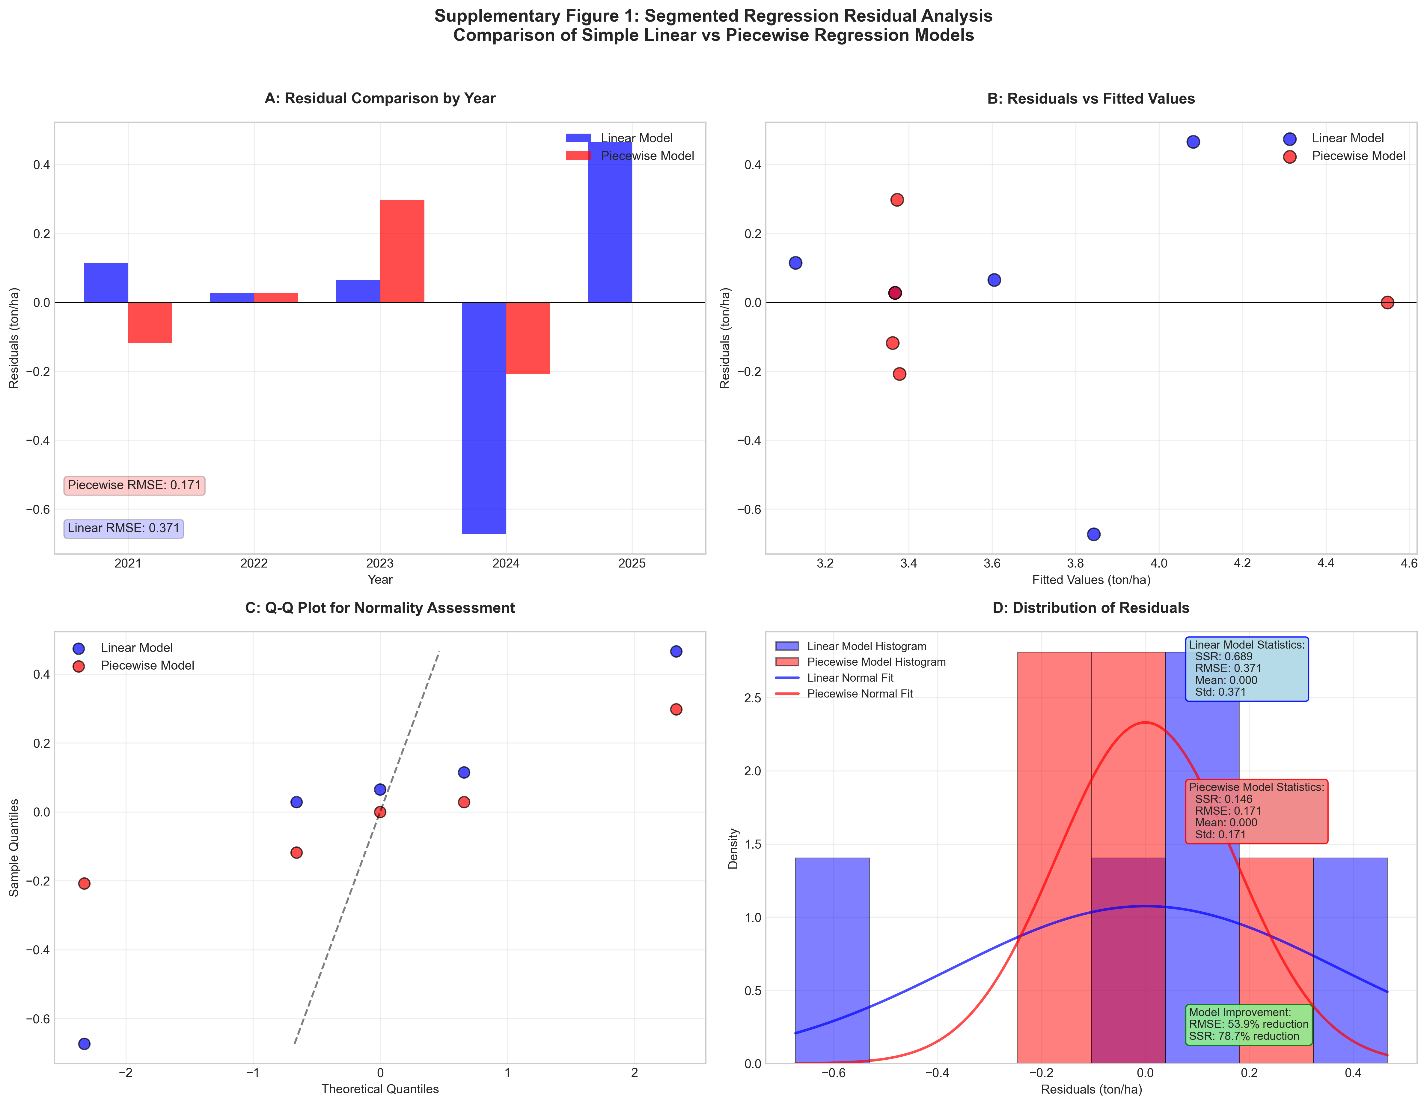 Supplementary Figure 1: Segmented Regression Residual Analysis
Comparison of Simple Linear vs Piecewise Regression Models
A: Residual Comparison by Year
Linear Model
Piecewise Model
0.4
0.2
0.0
−0.2
−0.4
−0.6
Residuals (ton/ha)
Piecewise RMSE: 0.171
Linear RMSE: 0.371
2021 2022 2023 2024 2025
Year
B: Residuals vs Fitted Values
Linear Model
Piecewise Model
0.4
0.2
0.0
−0.2
−0.4
−0.6
Residuals (ton/ha)
3.2 3.4 3.6 3.8 4.0 4.2 4.4 4.6
Fitted Values (ton/ha)
C: Q-Q Plot for Normality Assessment
Linear Model
Piecewise Model
0.4
0.2
0.0
−0.2
−0.4
−0.6
Sample Quantiles
−2 −1 0 1 2
Theoretical Quantiles
D: Distribution of Residuals
Linear Model Histogram
Piecewise Model Histogram
Linear Normal Fit
Piecewise Normal Fit
Linear Model Statistics:
SSR: 0.689
RMSE: 0.371
Mean: 0.000
Std: 0.371
Piecewise Model Statistics:
SSR: 0.146
RMSE: 0.171
Mean: 0.000
Std: 0.171
Model Improvement:
RMSE: 53.9% reduction
SSR: 78.7% reduction
2.5
2.0
1.5
1.0
0.5
0.0
Density
−0.6 −0.4 −0.2 0.0 0.2 0.4
Residuals (ton/ha)